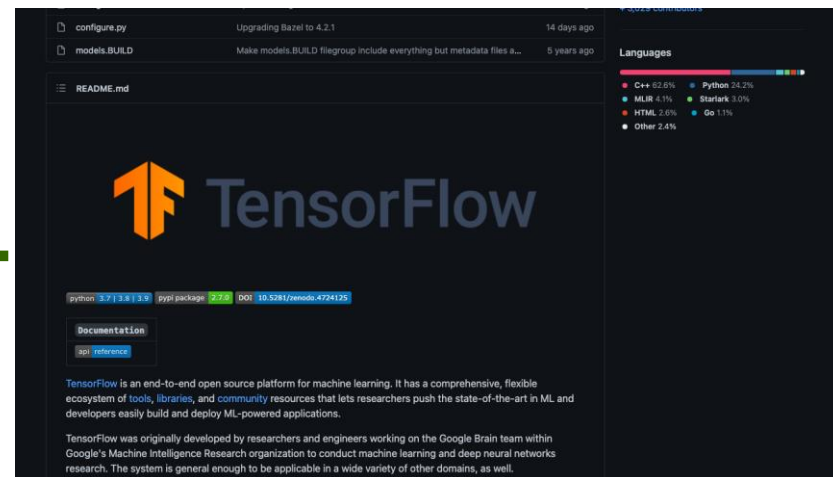 configure.py Upgrading Bazel to 4.2.1 14 days ago
models.BUILD Make models.BUILD filegroup include everything but metadata files a... 5 years ago
README.md
TensorFlow
python 3.7 | 3.8 | 3.9 pypi package 2.7.0 DOI 10.5281/zenodo.4724125
Documentation
api reference
TensorFlow is an end-to-end open source platform for machine learning. It has a comprehensive, flexible
ecosystem of tools, libraries, and community resources that lets researchers push the state-of-the-art in ML and
developers easily build and deploy ML-powered applications.
TensorFlow was originally developed by researchers and engineers working on the Google Brain team within
Google's Machine Intelligence Research organization to conduct machine learning and deep neural networks
research. The system is general enough to be applicable in a wide variety of other domains, as well.
contributors
Languages
C++ 62.6% Python 24.2%
MLIR 4.1% Starlark 3.0%
HTML 2.6% Go 1.1%
Other 2.4%